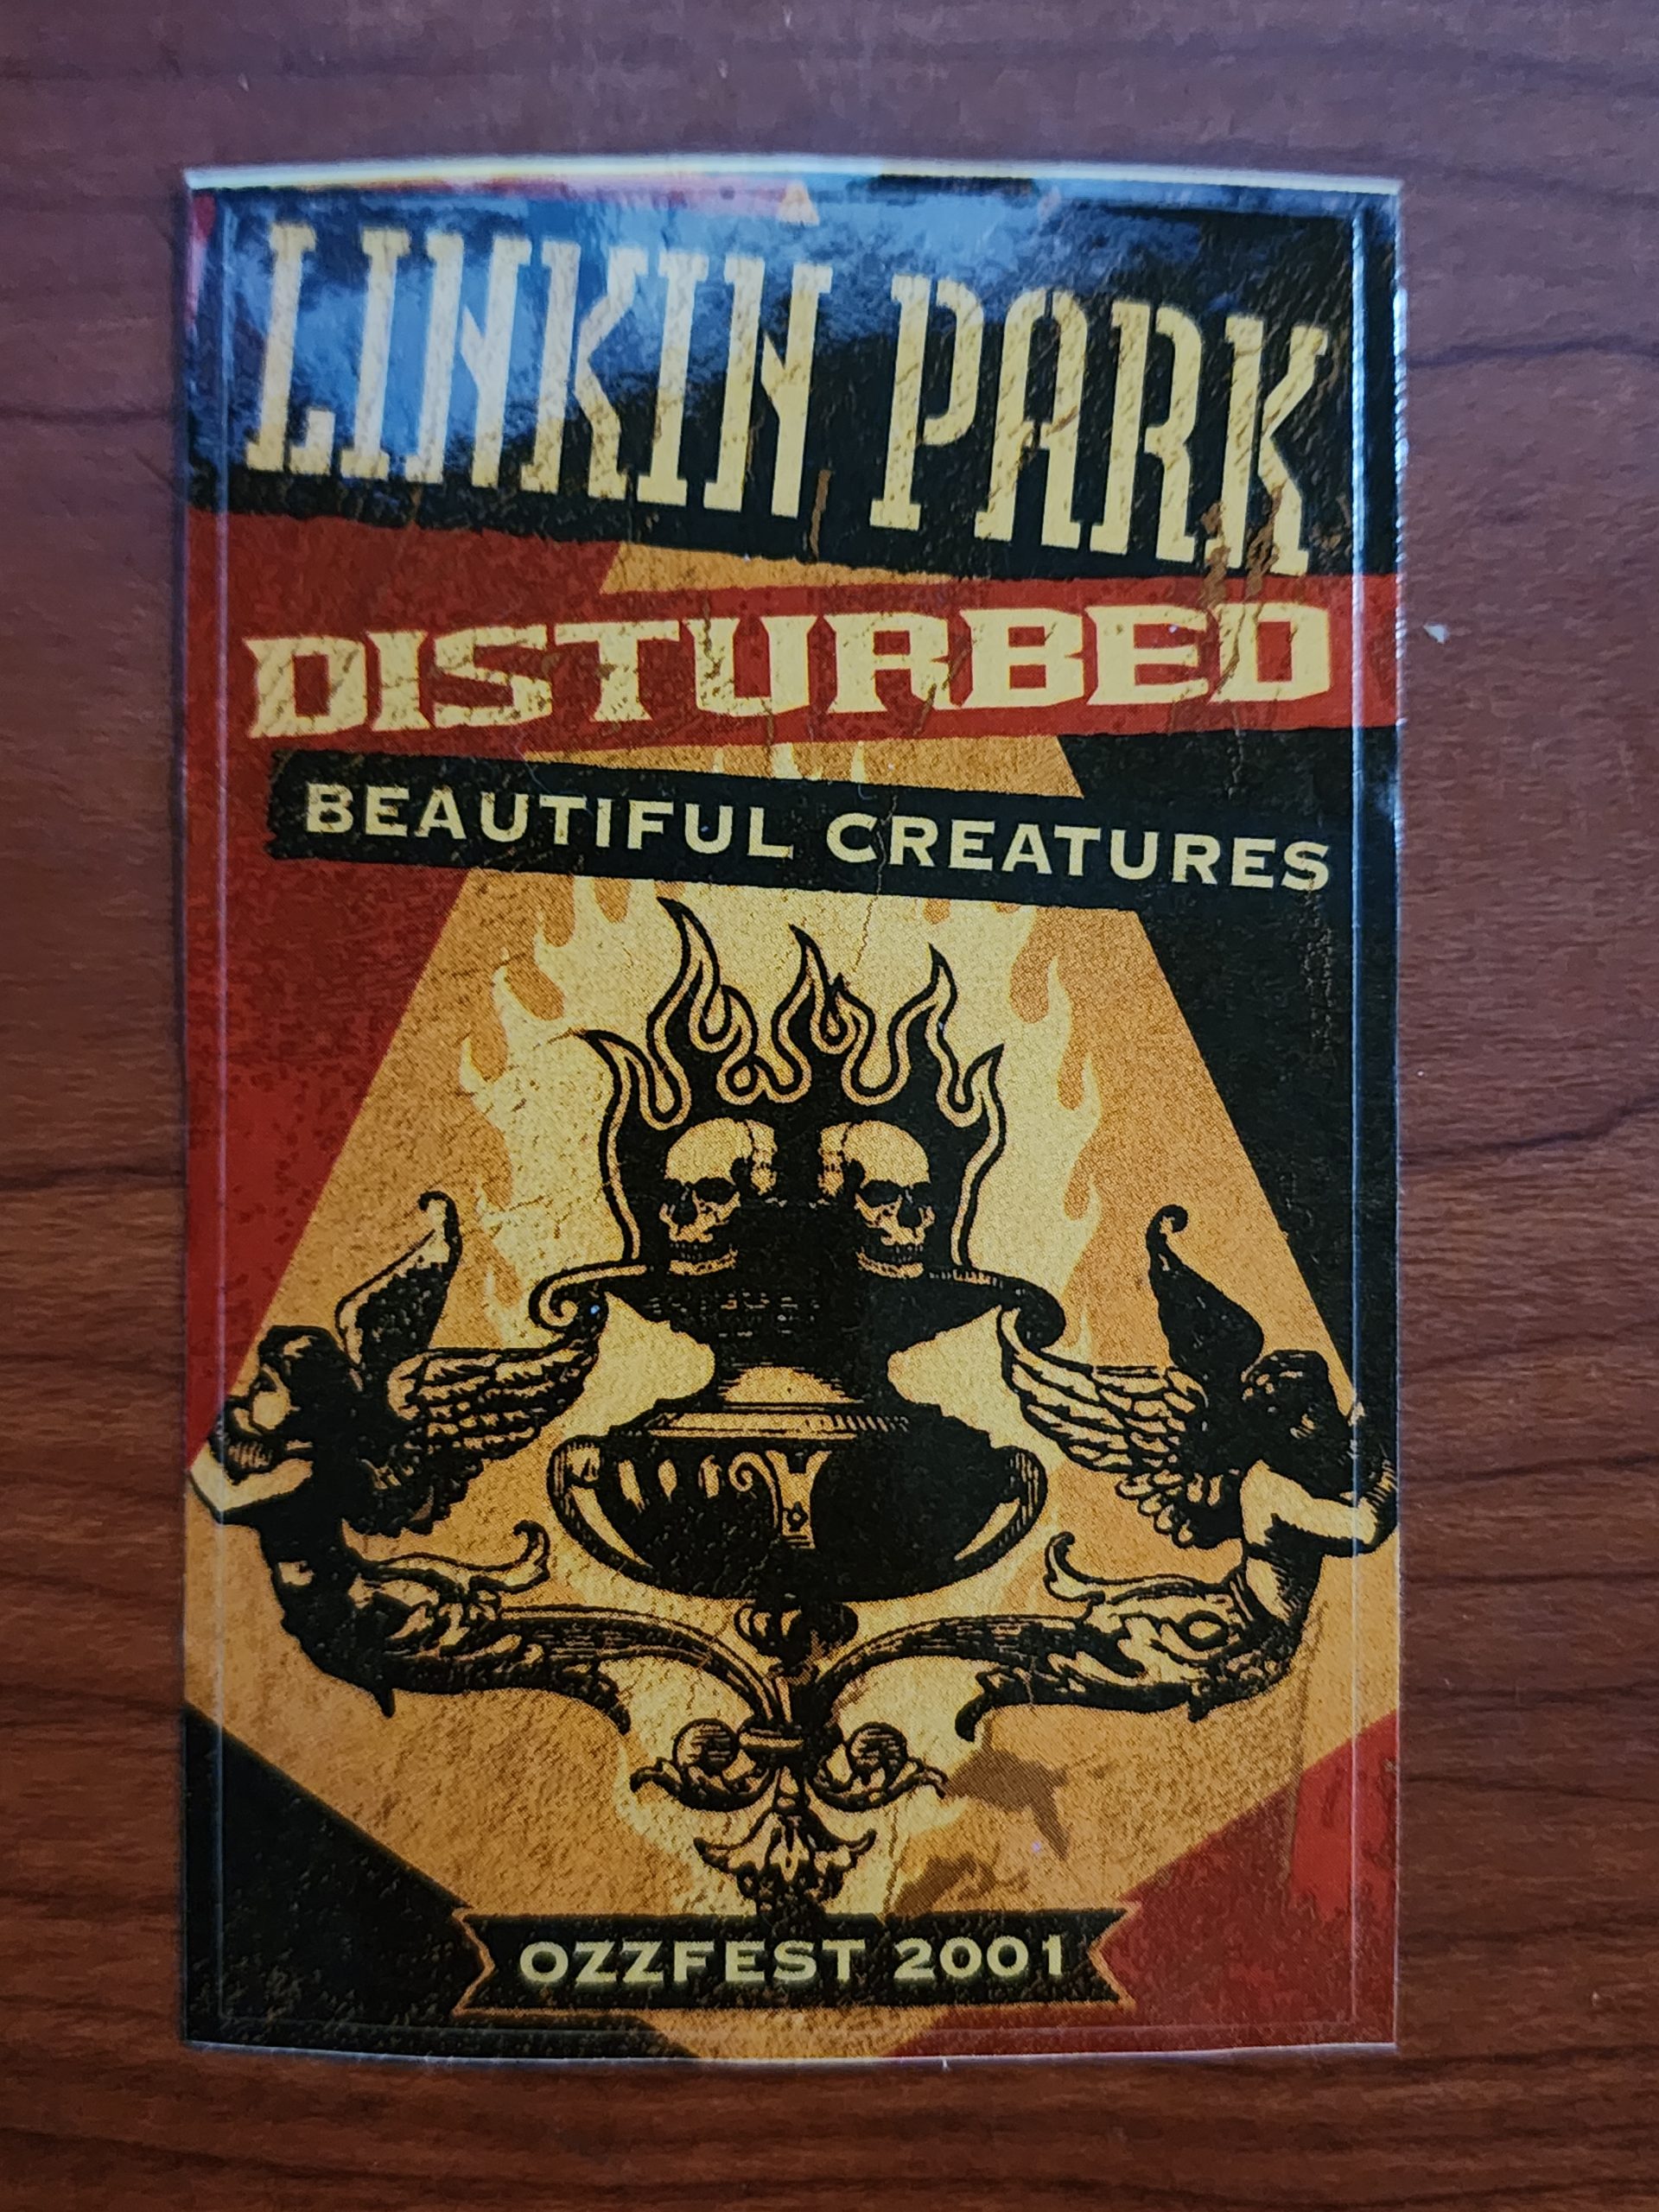 LINKIN PARK
DISTURBED
BEAUTIFUL CREATURES
OZZFEST 2001